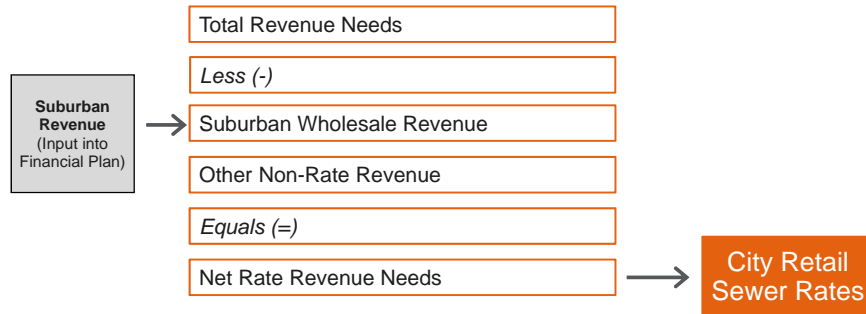 Total Revenue Needs
Less (-)
Suburban
Revenue
(Input into
Financial Plan)
Suburban Wholesale Revenue
Other Non-Rate Revenue
Equals (=)
Net Rate Revenue Needs
City Retail
Sewer Rates